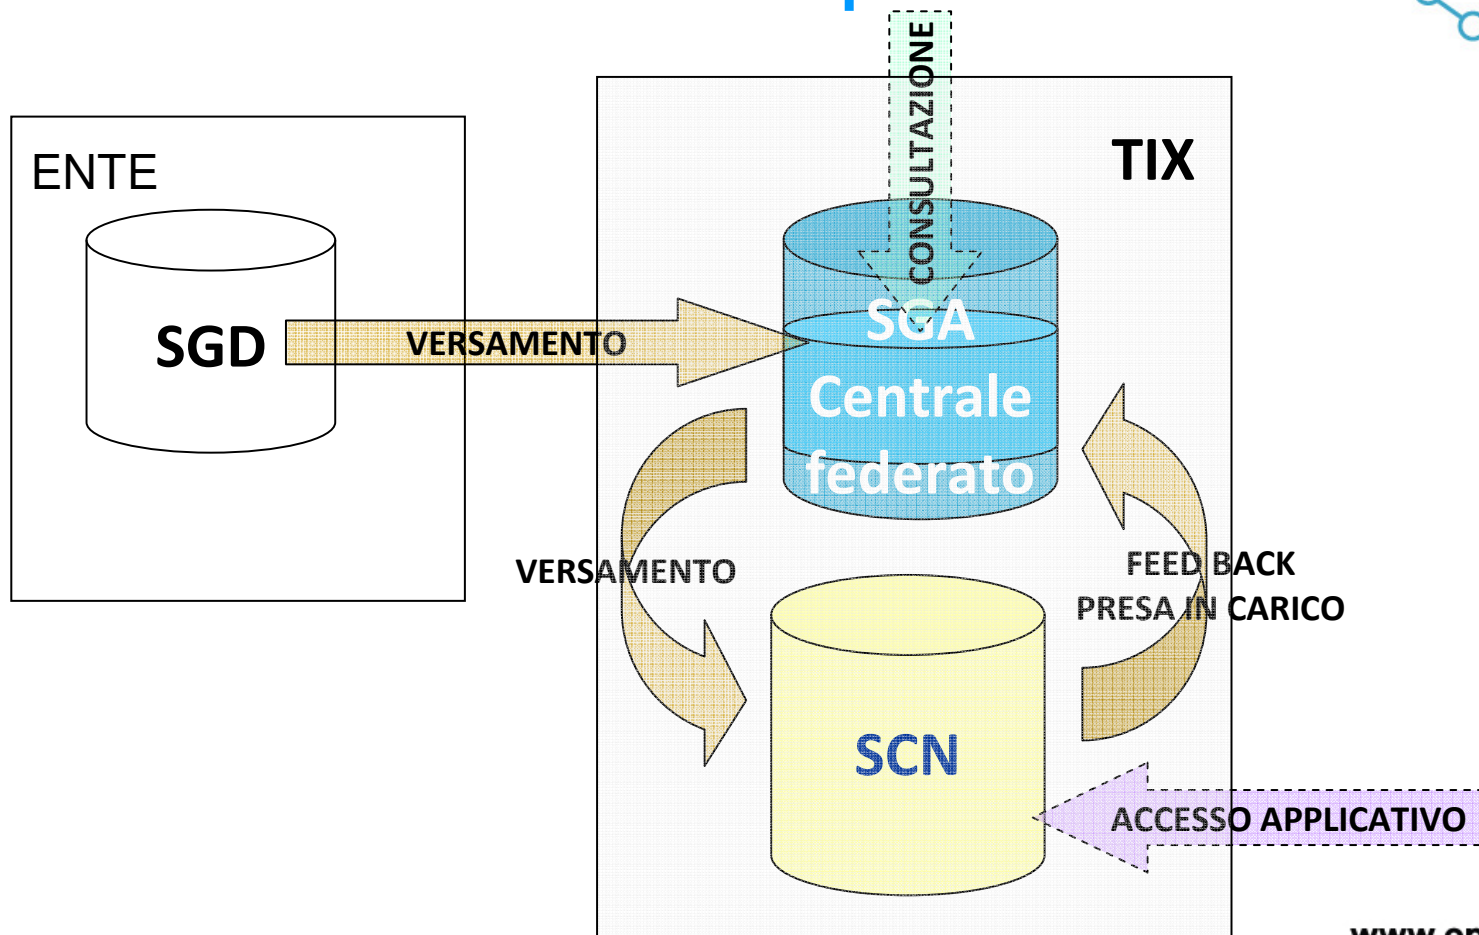 CONSULTAZIONE
ENTE
TIX
SGD
VERSAMENTO
SGA
Centrale
federato
VERSAMENTO
FEED BACK
PRESA IN CARICO
SCN
ACCESSO APPLICATIVO